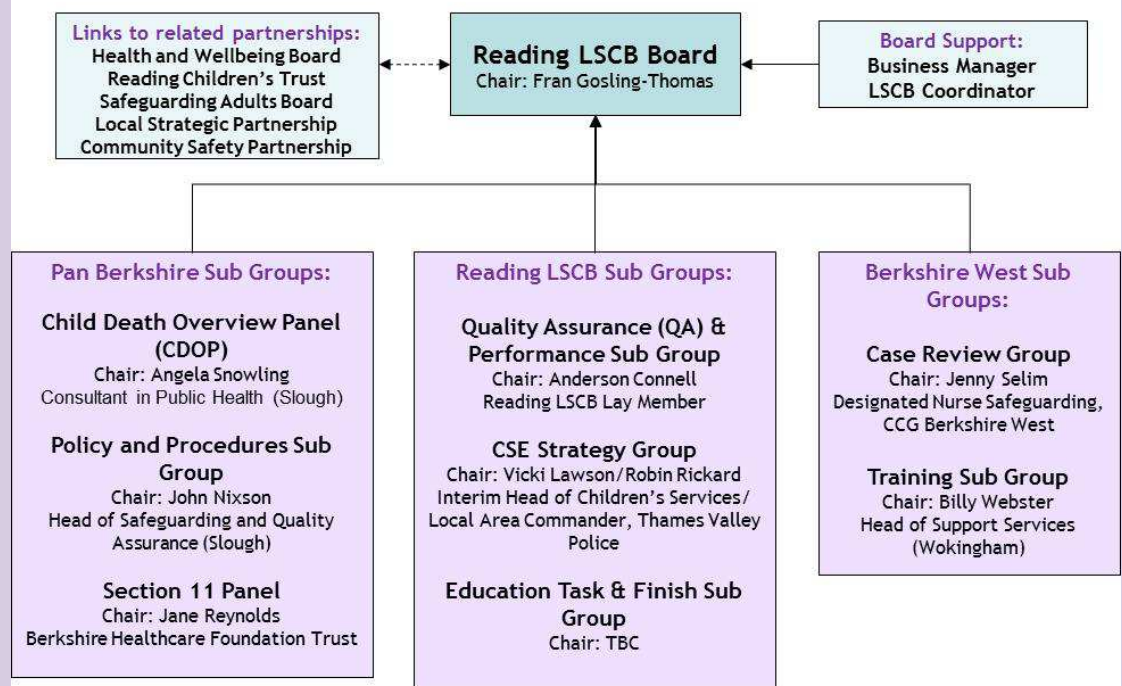 Links to related partnerships:
Health and Wellbeing Board
Reading Children's Trust
Safeguarding Adults Board
Local Strategic Partnership
Community Safety Partnership
Reading LSCB Board
Chair: Fran Gosling-Thomas
Board Support:
Business Manager
LSCB Coordinator
Pan Berkshire Sub Groups:
Child Death Overview Panel
(CDOP)
Chair: Angela Snowling
Consultant in Public Health (Slough)
Policy and Procedures Sub
Group
Chair: John Nixson
Head of Safeguarding and Quality
Assurance (Slough)
Section 11 Panel
Chair: Jane Reynolds
Berkshire Healthcare Foundation Trust
Reading LSCB Sub Groups:
Quality Assurance (QA) &
Performance Sub Group
Chair: Anderson Connell
Reading LSCB Lay Member
CSE Strategy Group
Chair: Vicki Lawson/Robin Rickard
Interim Head of Children's Services/
Local Area Commander, Thames Valley
Police
Education Task & Finish Sub
Group
Chair: TBC
Berkshire West Sub
Groups:
Case Review Group
Chair: Jenny Selim
Designated Nurse Safeguarding,
CCG Berkshire West
Training Sub Group
Chair: Billy Webster
Head of Support Services
(Wokingham)